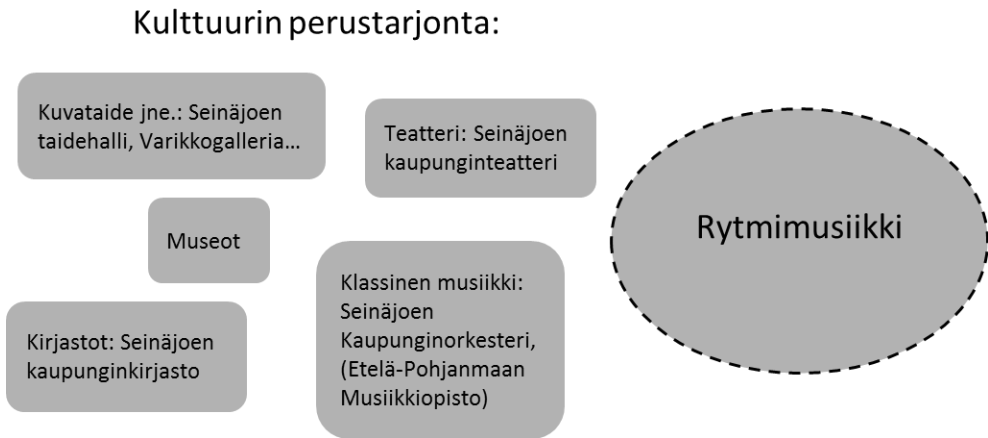 Kulttuurin perustarjonta:
Kuvataide jne.: Seinäjoen
taidehalli, Varikkogalleria…
Teatteri: Seinäjoen
kaupunginteatteri
Rytmimusiikki
Museot
Klassinen musiikki:
Seinäjoen
Kaupunginorkesteri,
(Etelä-Pohjanmaan
Musiikkiopisto)
Kirjastot: Seinäjoen
kaupunginkirjasto